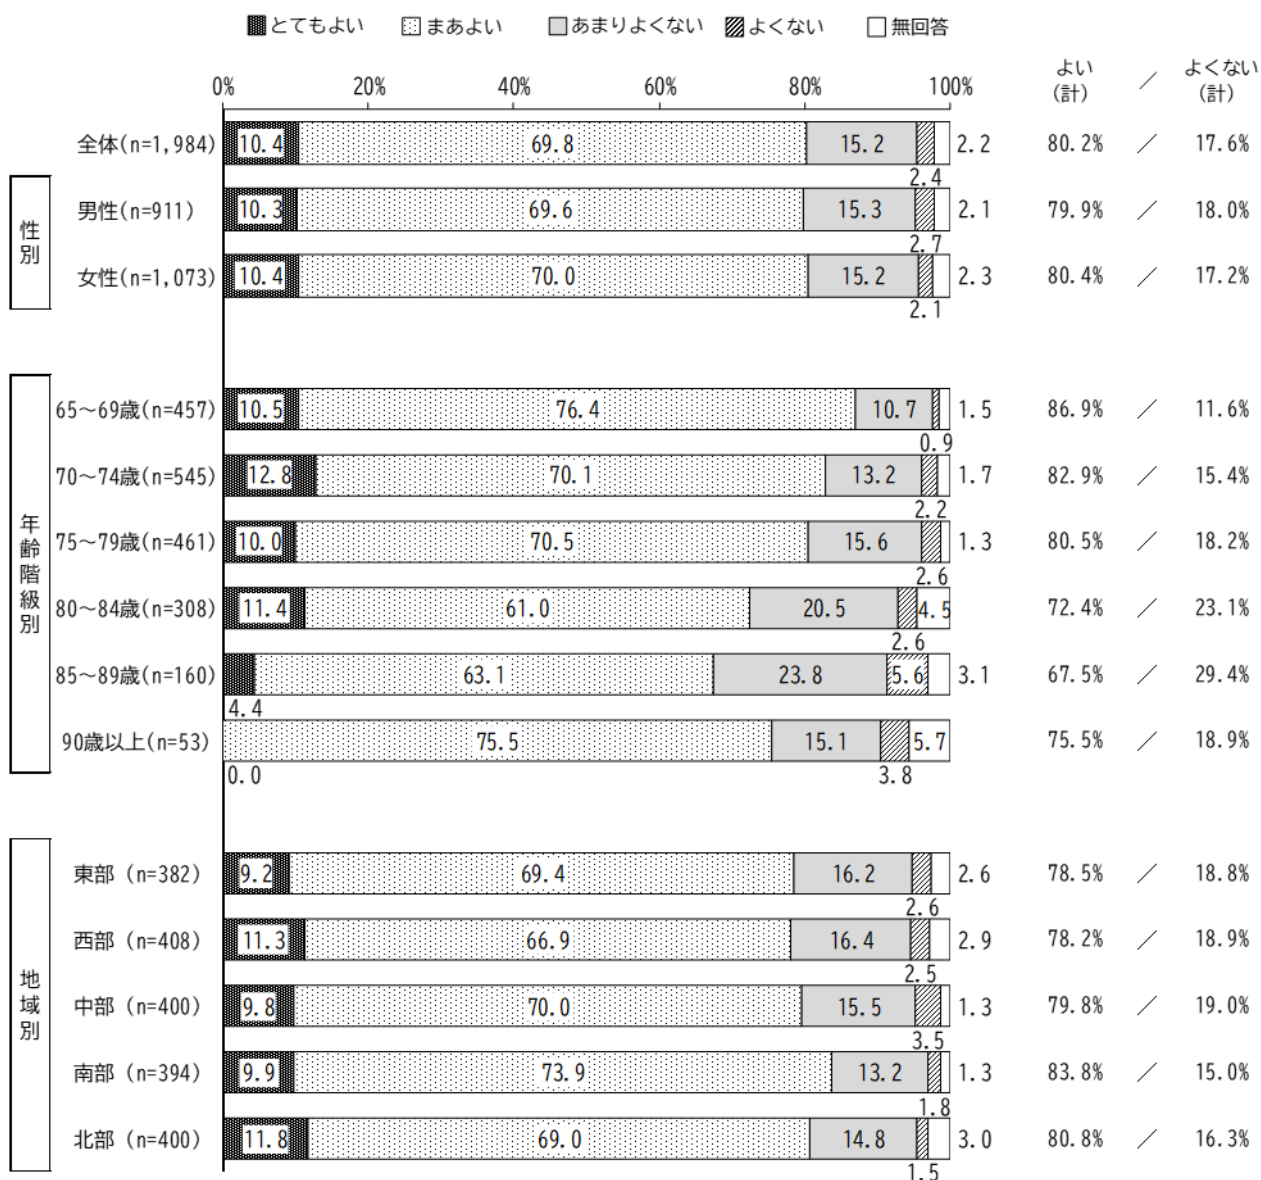 とてもよい まあよい あまりよくない よくない 無回答
よい(計) ／ よくない(計)
0% 20% 40% 60% 80% 100%
全体(n=1,984) 10.4 69.8 15.2 2.4 2.2 80.2% ／ 17.6%
性別
男性(n=911) 10.3 69.6 15.3 2.7 2.1 79.9% ／ 18.0%
女性(n=1,073) 10.4 70.0 15.2 2.1 2.3 80.4% ／ 17.2%
年齢階級別
65～69歳(n=457) 10.5 76.4 10.7 0.9 1.5 86.9% ／ 11.6%
70～74歳(n=545) 12.8 70.1 13.2 2.2 1.7 82.9% ／ 15.4%
75～79歳(n=461) 10.0 70.5 15.6 2.6 1.3 80.5% ／ 18.2%
80～84歳(n=308) 11.4 61.0 20.5 2.6 4.5 72.4% ／ 23.1%
85～89歳(n=160) 4.4 63.1 23.8 5.6 3.1 67.5% ／ 29.4%
90歳以上(n=53) 0.0 75.5 15.1 3.8 5.7 75.5% ／ 18.9%
地域別
東部 (n=382) 9.2 69.4 16.2 2.6 2.6 78.5% ／ 18.8%
西部 (n=408) 11.3 66.9 16.4 2.5 2.9 78.2% ／ 18.9%
中部 (n=400) 9.8 70.0 15.5 3.5 1.3 79.8% ／ 19.0%
南部 (n=394) 9.9 73.9 13.2 1.8 1.3 83.8% ／ 15.0%
北部 (n=400) 11.8 69.0 14.8 1.5 3.0 80.8% ／ 16.3%